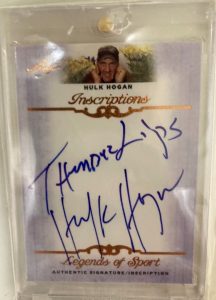 HULK HOGAN
Inscriptions
THunderLips
Hulk Hogan
Legends of Sport
AUTHENTIC SIGNATURE/INSCRIPTION